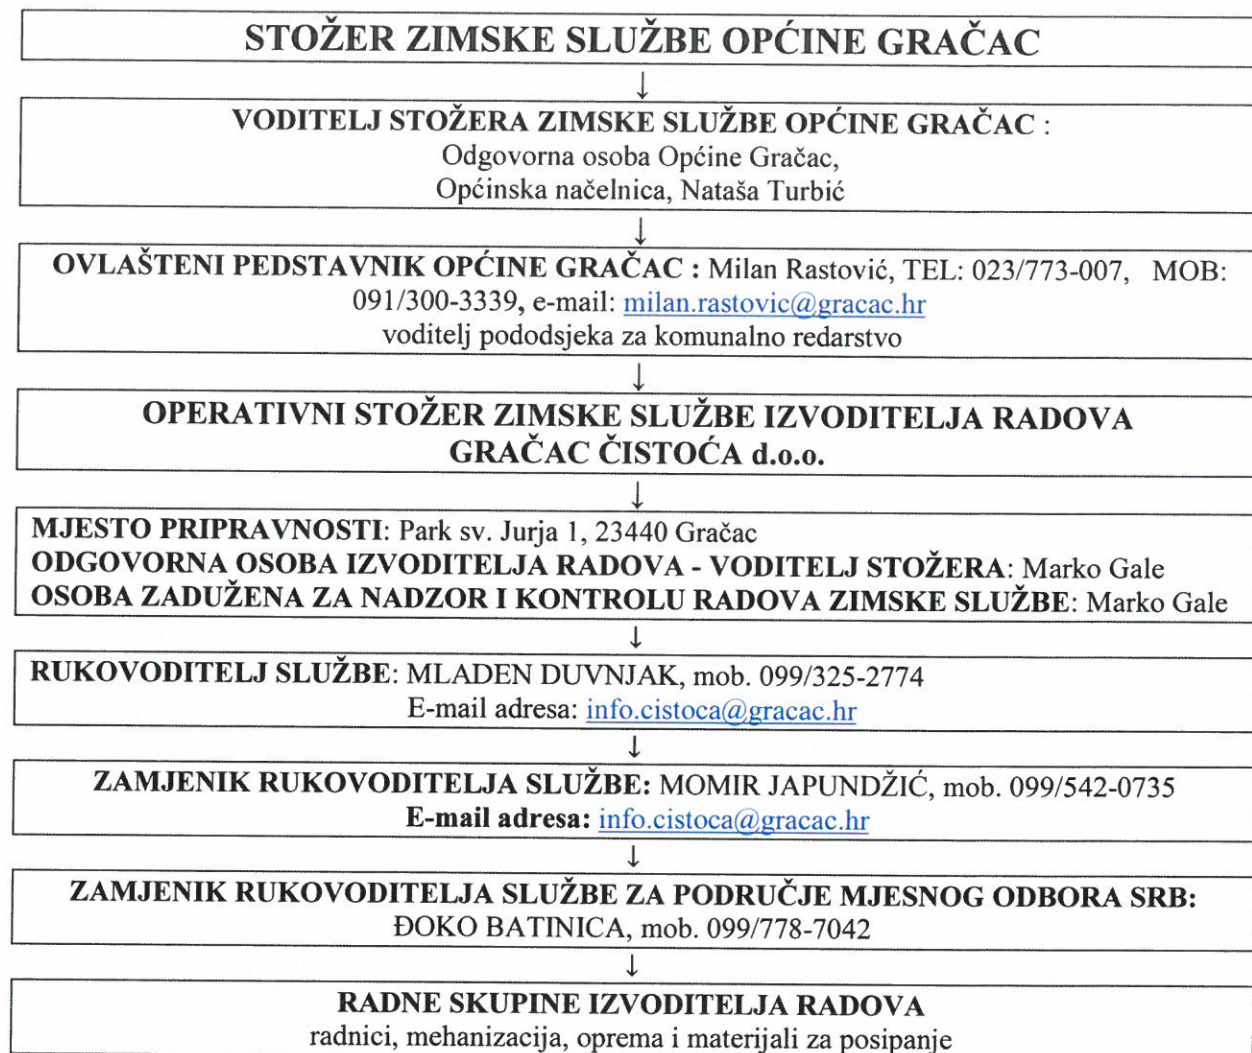 STOŽER ZIMSKE SLUŽBE OPĆINE GRAČAC
↓
VODITELJ STOŽERA ZIMSKE SLUŽBE OPĆINE GRAČAC :
Odgovorna osoba Općine Gračac,
Općinska načelnica, Nataša Turbić
↓
OVLAŠTENI PEDSTAVNIK OPĆINE GRAČAC : Milan Rastović, TEL: 023/773-007, MOB:
091/300-3339, e-mail: milan.rastovic@gracac.hr
voditelj pododsjeka za komunalno redarstvo
↓
OPERATIVNI STOŽER ZIMSKE SLUŽBE IZVODITELJA RADOVA
GRAČAC ČISTOĆA d.o.o.
↓
MJESTO PRIPRAVNOSTI: Park sv. Jurja 1, 23440 Gračac
ODGOVORNA OSOBA IZVODITELJA RADOVA - VODITELJ STOŽERA: Marko Gale
OSOBA ZADUŽENA ZA NADZOR I KONTROLU RADOVA ZIMSKE SLUŽBE: Marko Gale
↓
RUKOVODITELJ SLUŽBE: MLADEN DUVNJAK, mob. 099/325-2774
E-mail adresa: info.cistoca@gracac.hr
↓
ZAMJENIK RUKOVODITELJA SLUŽBE: MOMIR JAPUNDŽIĆ, mob. 099/542-0735
E-mail adresa: info.cistoca@gracac.hr
↓
ZAMJENIK RUKOVODITELJA SLUŽBE ZA PODRUČJE MJESNOG ODBORA SRB:
ĐOKO BATINICA, mob. 099/778-7042
↓
RADNE SKUPINE IZVODITELJA RADOVA
radnici, mehanizacija, oprema i materijali za posipanje